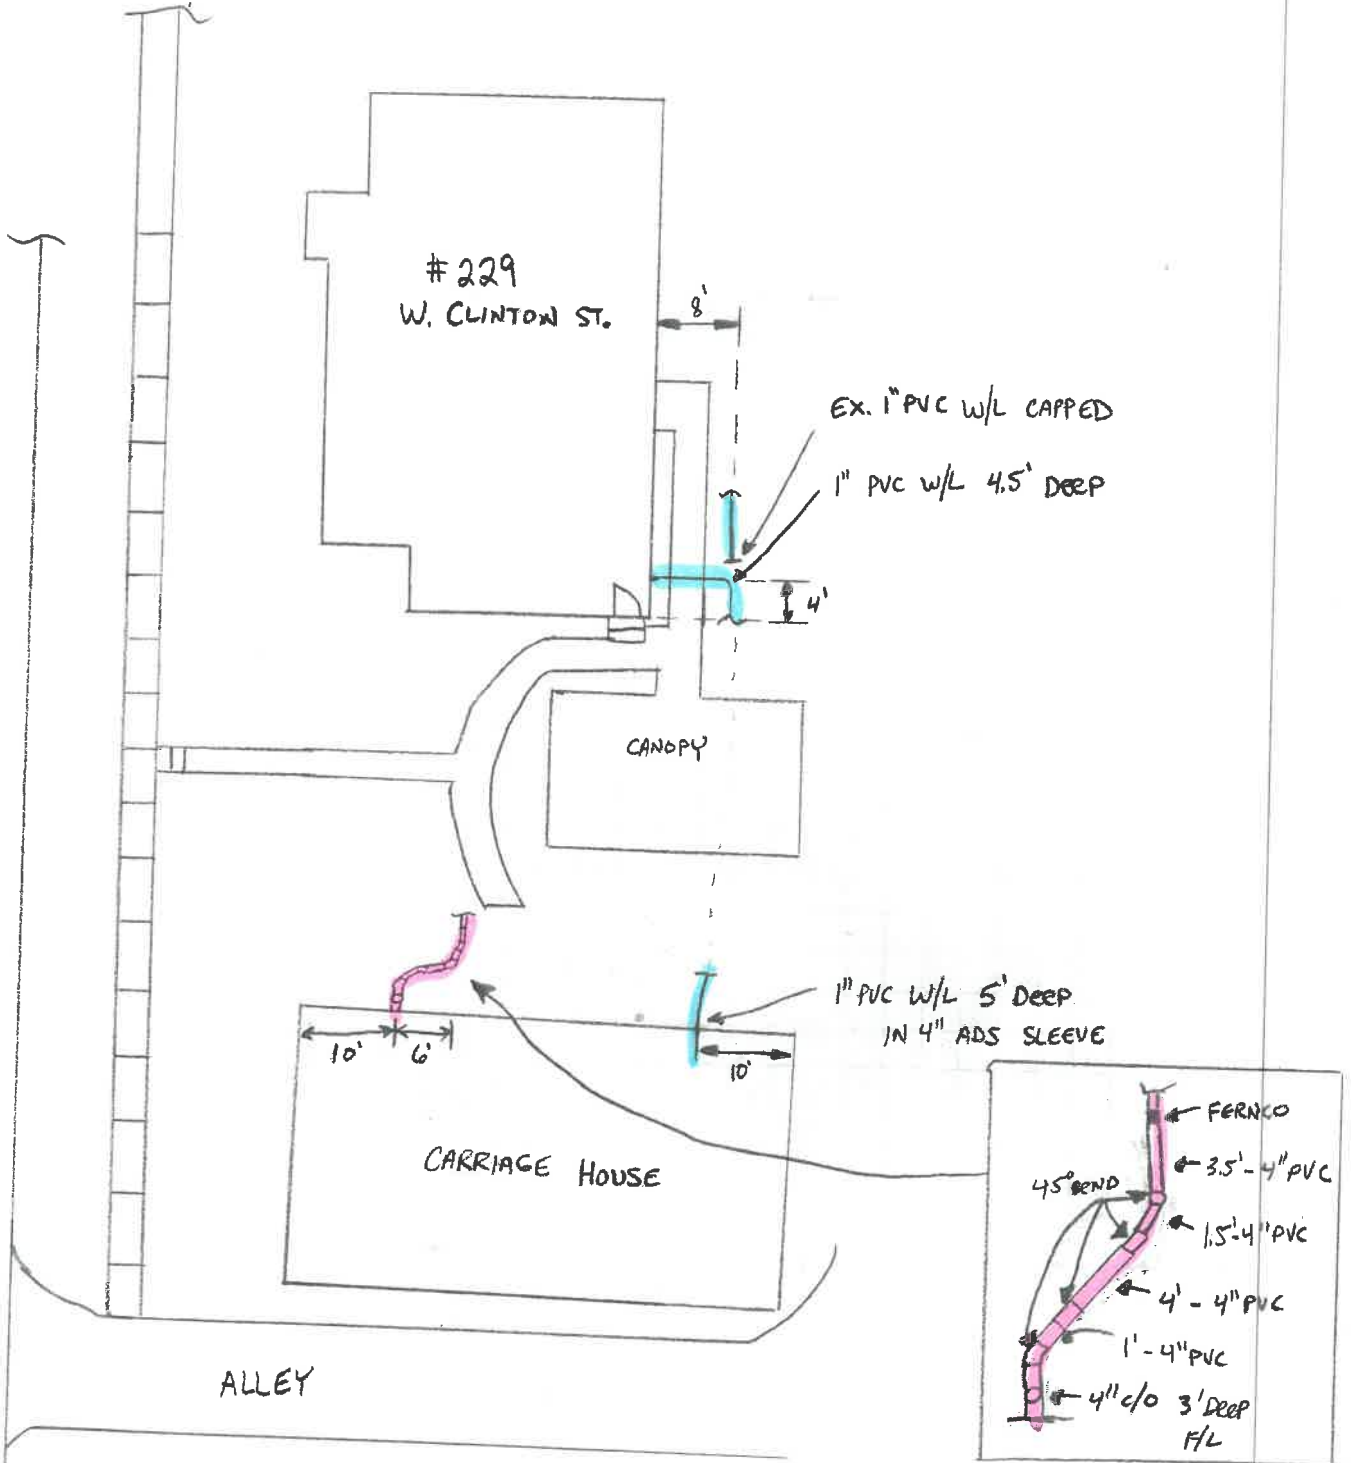 #229
W. CLINTON ST.
8'
EX. 1" PVC W/L CAPPED
1" PVC W/L 4.5' DEEP
4'
CANOPY
1" PVC W/L 5' DEEP
IN 4" ADS SLEEVE
10'
6'
10'
CARRIAGE HOUSE
FERNCO
3.5' - 4" PVC
45° BEND
1.5' - 4" PVC
4' - 4" PVC
1' - 4" PVC
4" C/O 3' DEEP
F/L
ALLEY